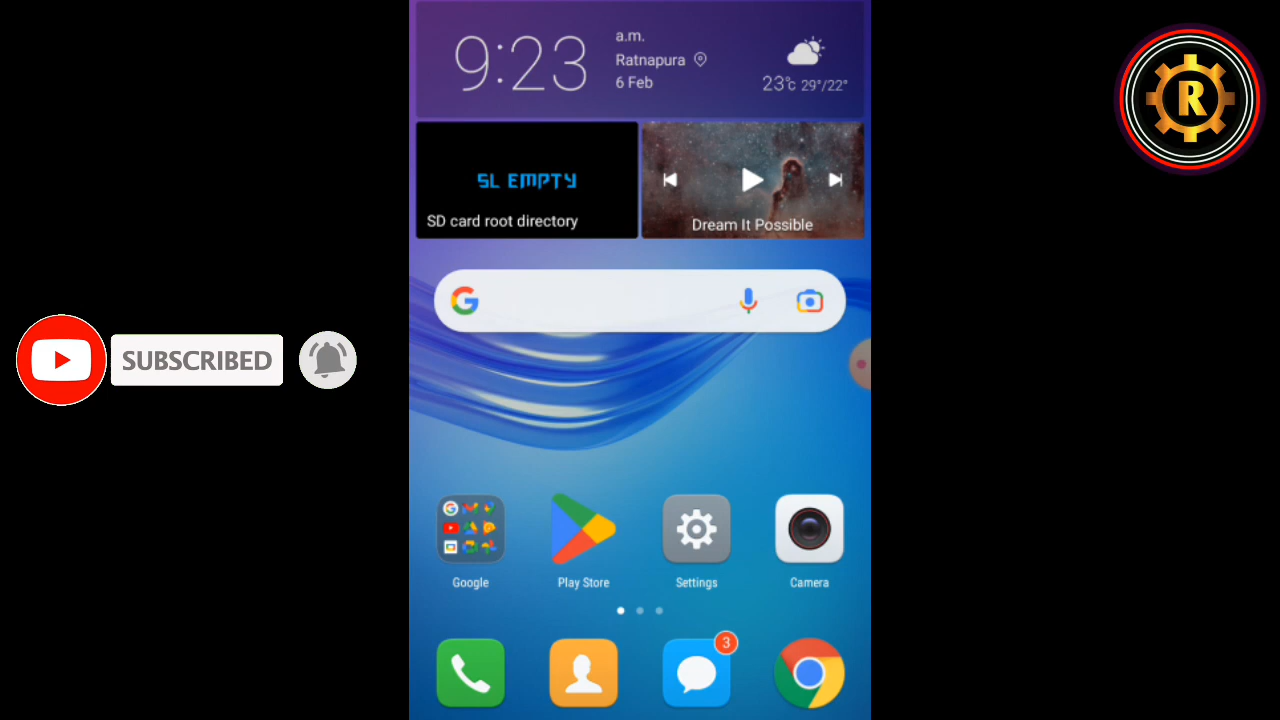 9:23
a.m.
Ratnapura
6 Feb
23°c 29°/22°
SL EMPTY
SD card root directory
Dream It Possible
R
SUBSCRIBED
Google
Play Store
Settings
Camera
3